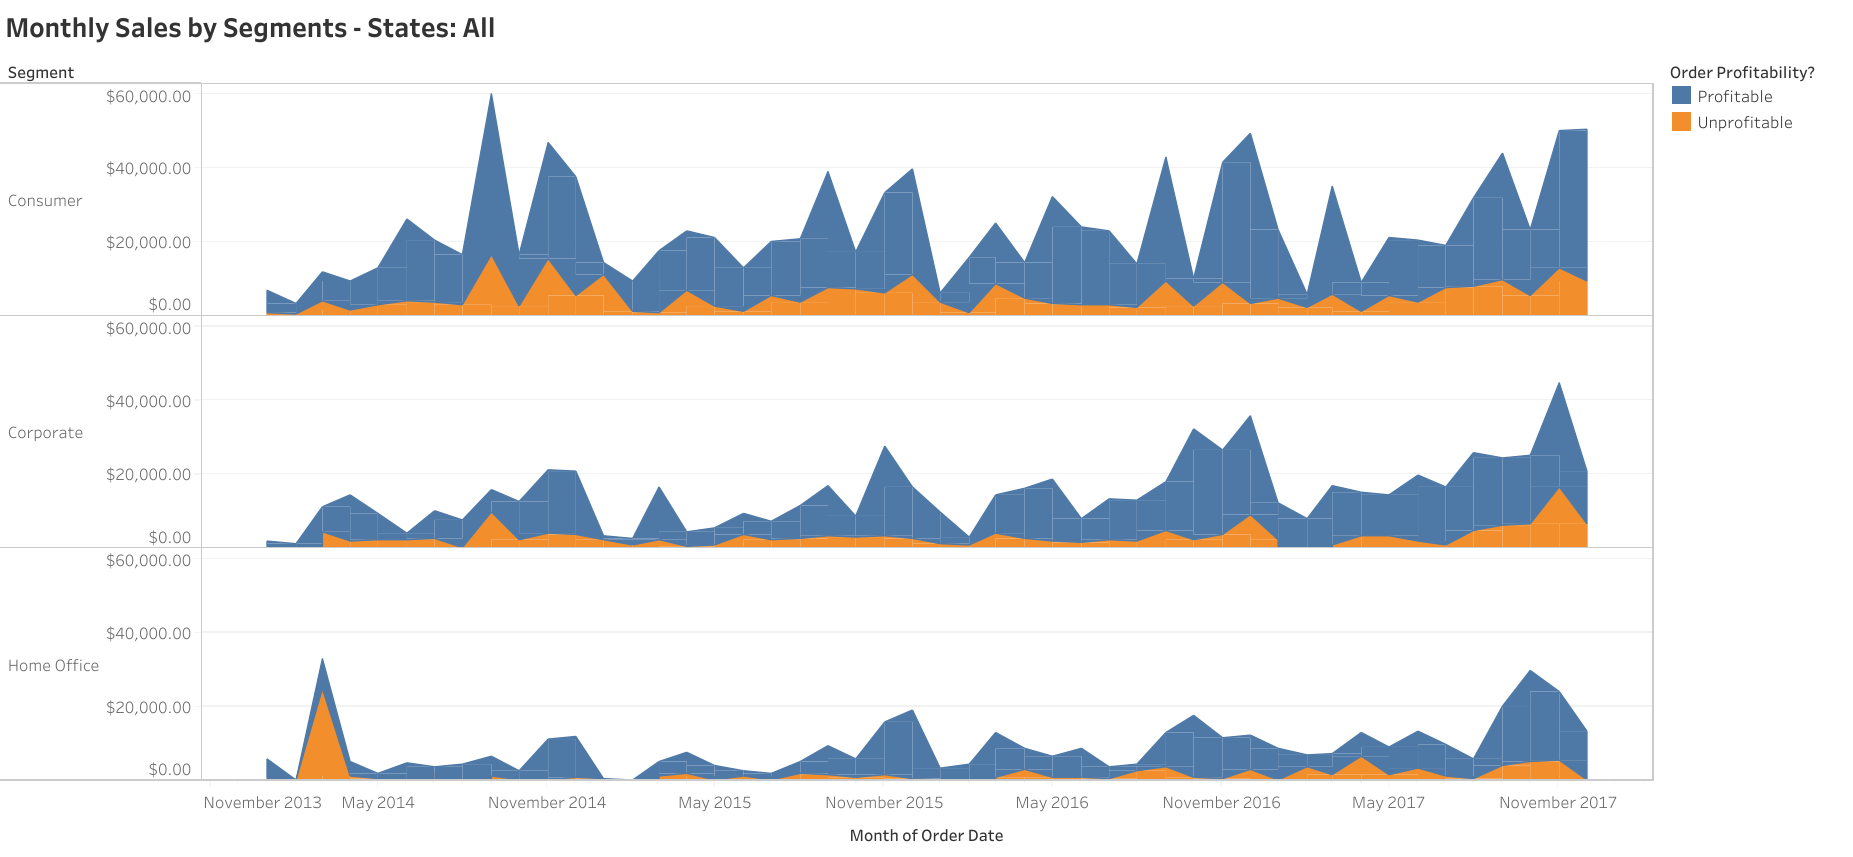 Monthly Sales by Segments - States: All
Segment
Order Profitability?
Profitable
Unprofitable
Consumer
$60,000.00
$40,000.00
$20,000.00
$0.00
Corporate
$60,000.00
$40,000.00
$20,000.00
$0.00
Home Office
$60,000.00
$40,000.00
$20,000.00
$0.00
November 2013 May 2014 November 2014 May 2015 November 2015 May 2016 November 2016 May 2017 November 2017
Month of Order Date